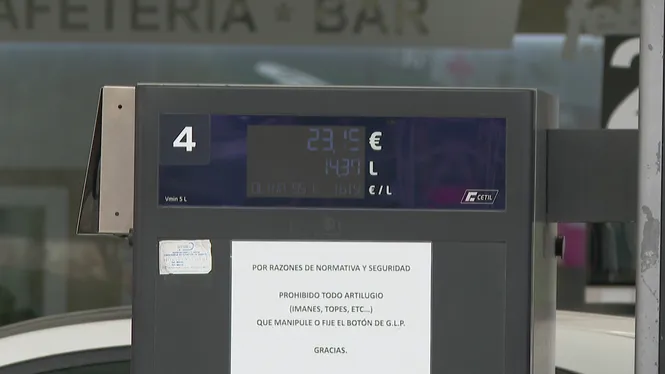 AFETERÍA * BAR
4
23,15 €
14,37 L
€ / L
Vmin 5 L
CETIL
POR RAZONES DE NORMATIVA Y SEGURIDAD
PROHIBIDO TODO ARTILUGIO
(IMANES, TOPES, ETC...)
QUE MANIPULE O FIJE EL BOTÓN DE G.L.P.
GRACIAS.